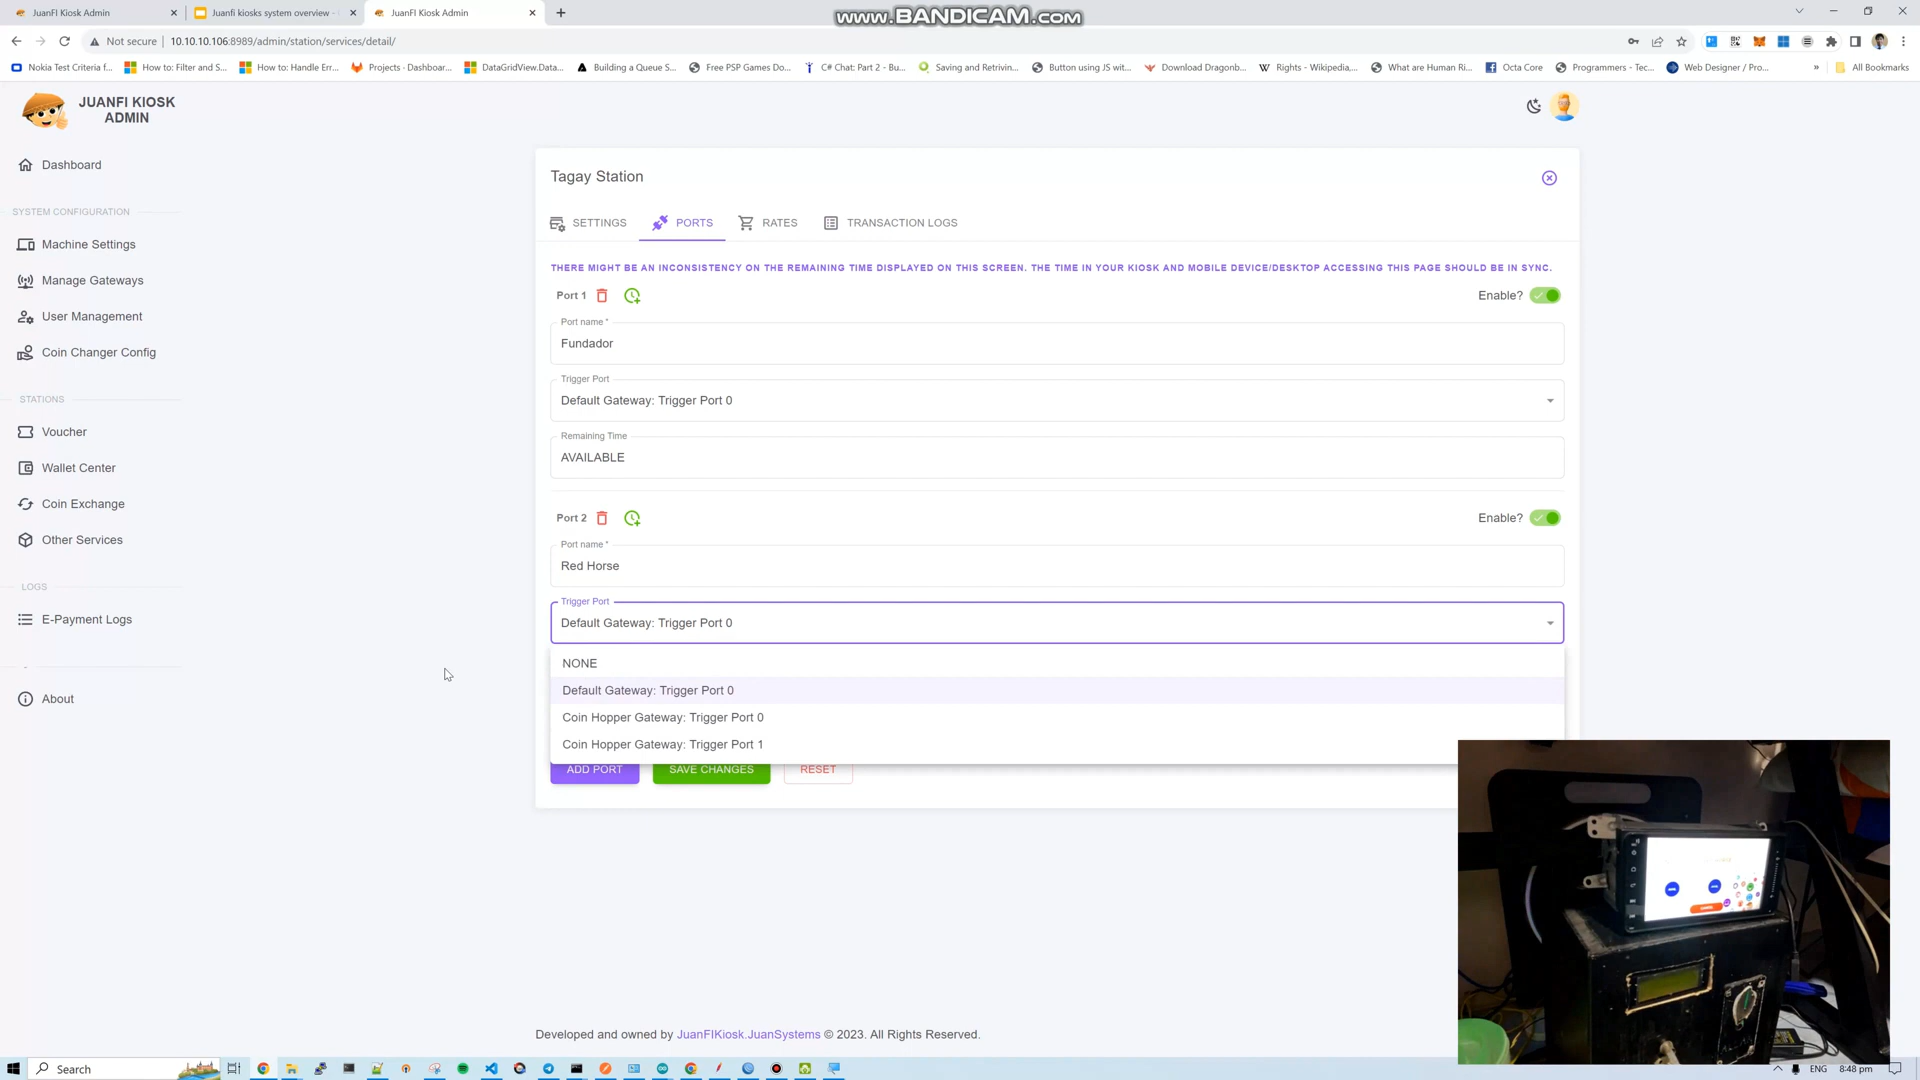 JuanFI Kiosk Admin
Juanfi kiosks system overview -
JuanFI Kiosk Admin
www.BANDICAM.com
Not secure
10.10.10.106:8989/admin/station/services/detail/
Nokia Test Criteria f...
How to: Filter and S...
How to: Handle Err...
Projects · Dashboar...
DataGridView.Data...
Building a Queue S...
Free PSP Games Do...
C# Chat: Part 2 - Bu...
Saving and Retrivin...
Button using JS wit...
Download Dragonb...
Rights - Wikipedia,...
What are Human Ri...
Octa Core
Programmers - Tec...
Web Designer / Pro...
»
All Bookmarks
JUANFI KIOSK
ADMIN
Dashboard
SYSTEM CONFIGURATION
Machine Settings
Manage Gateways
User Management
Coin Changer Config
STATIONS
Voucher
Wallet Center
Coin Exchange
Other Services
LOGS
E-Payment Logs
About
Tagay Station
SETTINGS
PORTS
RATES
TRANSACTION LOGS
THERE MIGHT BE AN INCONSISTENCY ON THE REMAINING TIME DISPLAYED ON THIS SCREEN. THE TIME IN YOUR KIOSK AND MOBILE DEVICE/DESKTOP ACCESSING THIS PAGE SHOULD BE IN SYNC.
Port 1
Enable?
Port name *
Fundador
Trigger Port
Default Gateway: Trigger Port 0
Remaining Time
AVAILABLE
Port 2
Enable?
Port name *
Red Horse
Trigger Port
Default Gateway: Trigger Port 0
NONE
Default Gateway: Trigger Port 0
Coin Hopper Gateway: Trigger Port 0
Coin Hopper Gateway: Trigger Port 1
ADD PORT
SAVE CHANGES
RESET
Developed and owned by JuanFIKiosk.JuanSystems © 2023. All Rights Reserved.
Search
ENG
8:48 pm